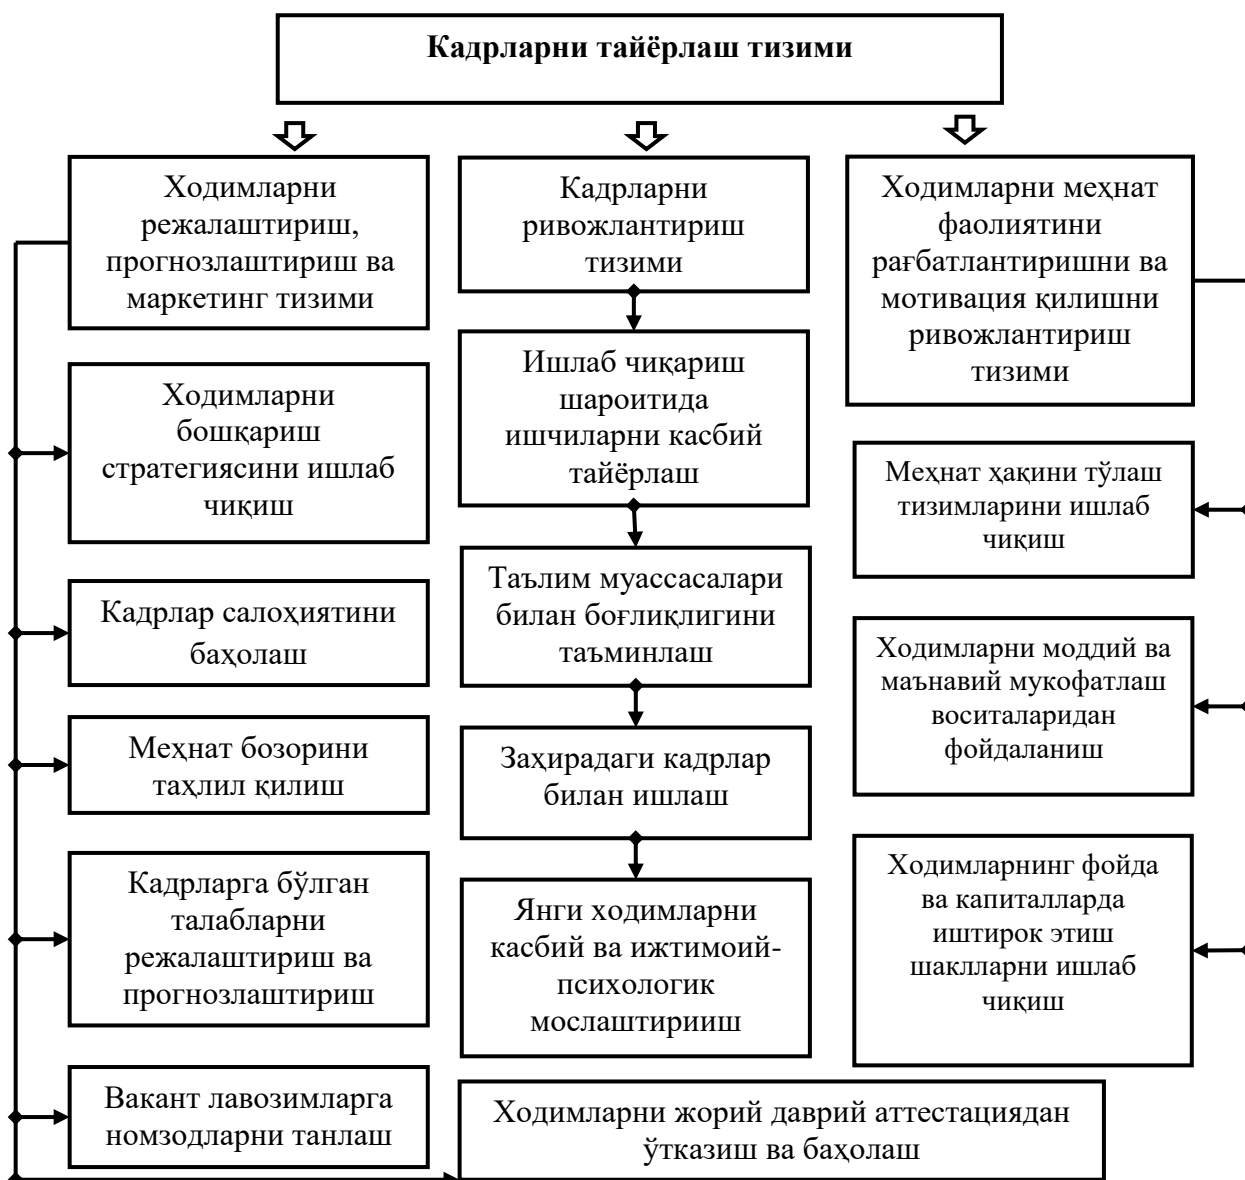 Кадрларни тайёрлаш тизими
Ходимларни
режалаштириш,
прогнозлаштириш ва
маркетинг тизими
Ходимларни
бошқариш
стратегиясини ишлаб
чиқиш
Кадрлар салоҳиятини
баҳолаш
Меҳнат бозорини
таҳлил қилиш
Кадрларга бўлган
талабларни
режалаштириш ва
прогнозлаштириш
Вакант лавозимларга
номзодларни танлаш
Кадрларни
ривожлантириш
тизими
Ишлаб чиқариш
шароитида
ишчиларни касбий
тайёрлаш
Таълим муассасалари
билан боғлиқлигини
таъминлаш
Заҳирадаги кадрлар
билан ишлаш
Янги ходимларни
касбий ва ижтимоий-
психологик
мослаштирииш
Ходимларни жорий даврий аттестациядан
ўтказиш ва баҳолаш
Ходимларни меҳнат
фаолиятини
рағбатлантиришни ва
мотивация қилишни
ривожлантириш
тизими
Меҳнат ҳақини тўлаш
тизимларини ишлаб
чиқиш
Ходимларни моддий ва
маънавий мукофатлаш
воситаларидан
фойдаланиш
Ходимларнинг фойда
ва капиталларда
иштирок этиш
шаклларни ишлаб
чиқиш